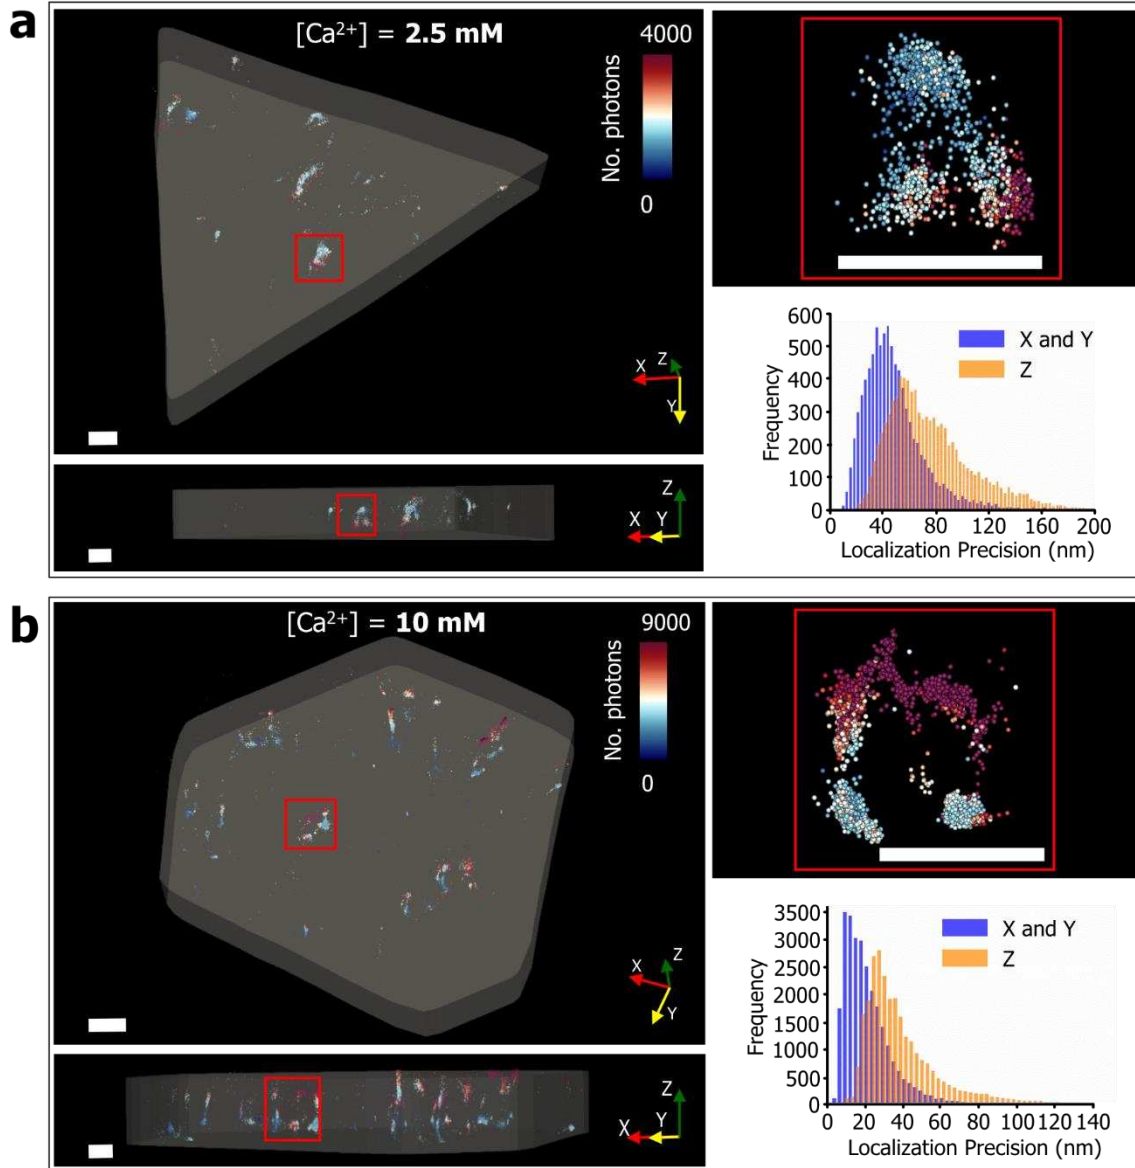 a
[Ca²⁺] = 2.5 mM
4000
No. photons
0
X
Z
Y
Z
X
Y
600
500
400
300
200
100
0
Frequency
X and Y
Z
0
40
80
120
160
200
Localization Precision (nm)
b
[Ca²⁺] = 10 mM
9000
No. photons
0
X
Z
Y
Z
X
Y
3500
3000
2500
2000
1500
1000
500
0
Frequency
X and Y
Z
0
20
40
60
80
100
120
140
Localization Precision (nm)